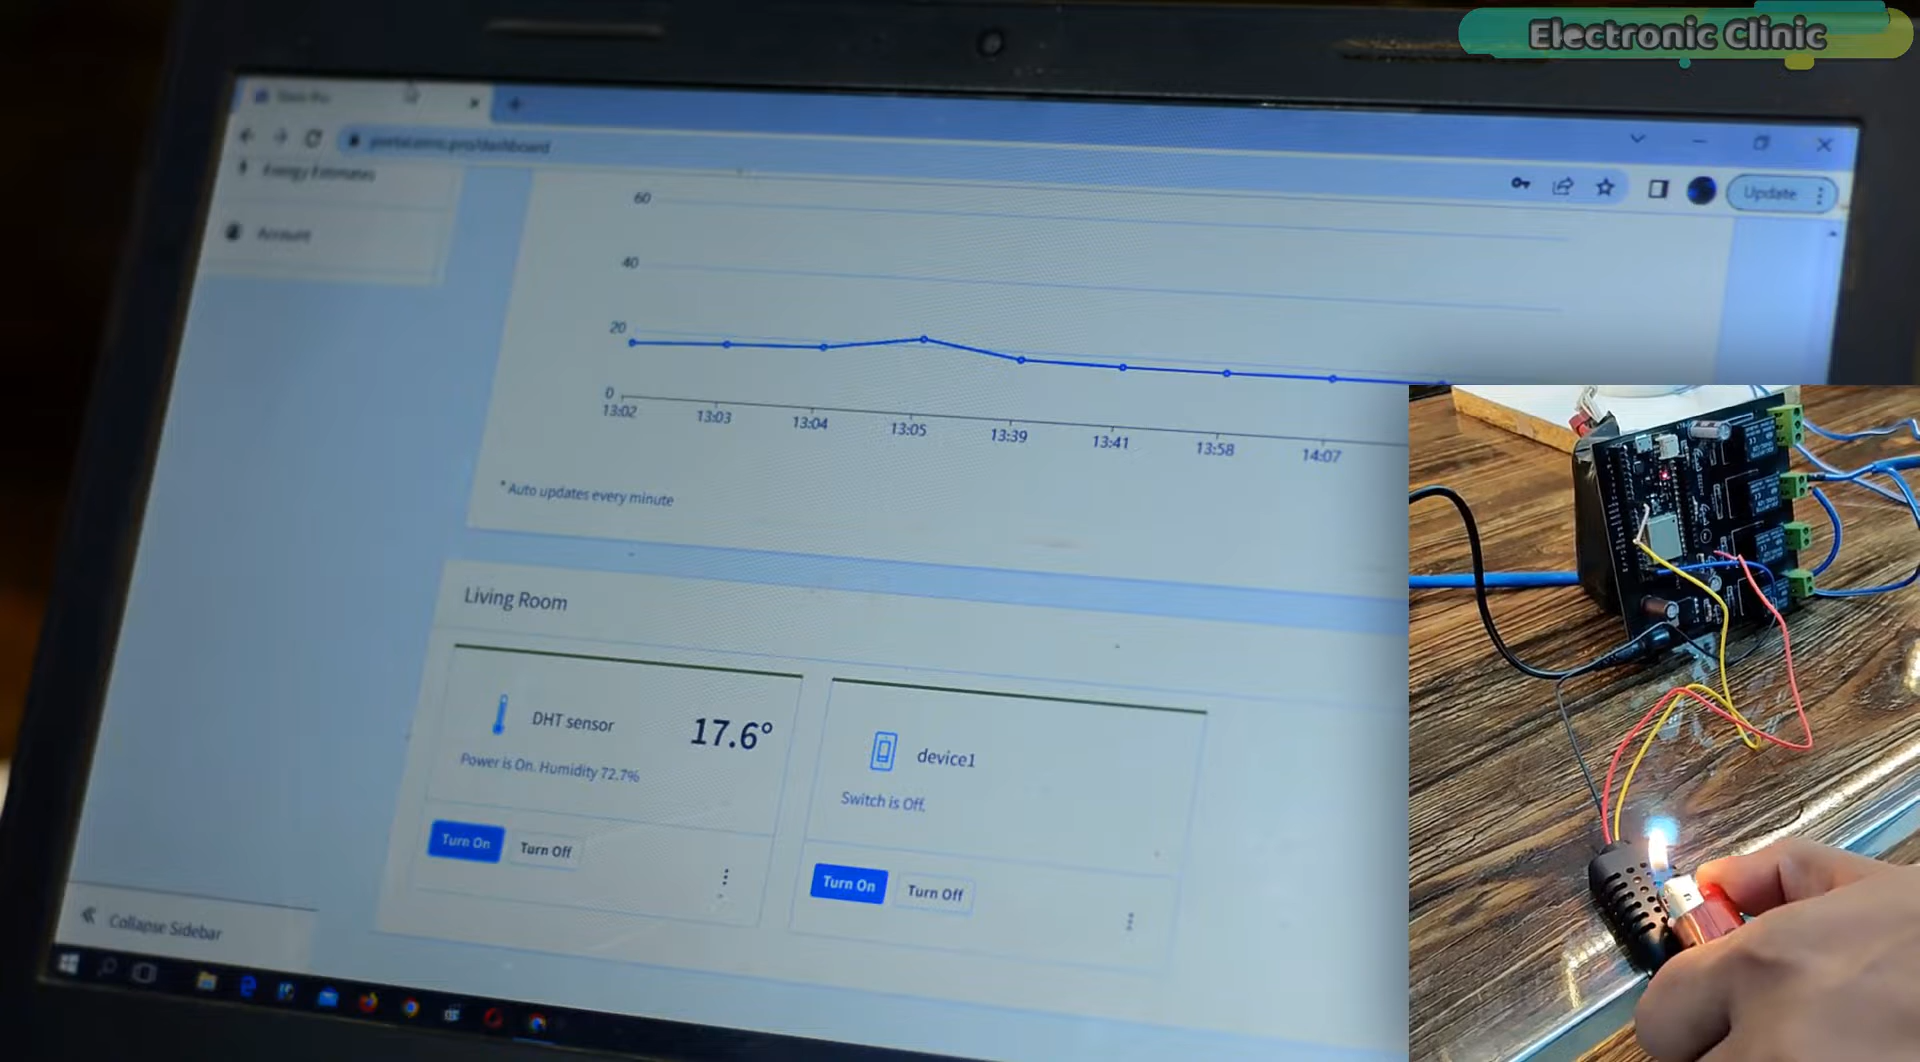 Electronic Clinic
Update
Energy Estimates
Account
60
40
20
0
13:02 13:03 13:04 13:05 13:39 13:41 13:58 14:07
* Auto updates every minute
Living Room
DHT sensor 17.6°
Power is On. Humidity 72.7%
Turn On Turn Off
device1
Switch is Off.
Turn On Turn Off
Collapse Sidebar